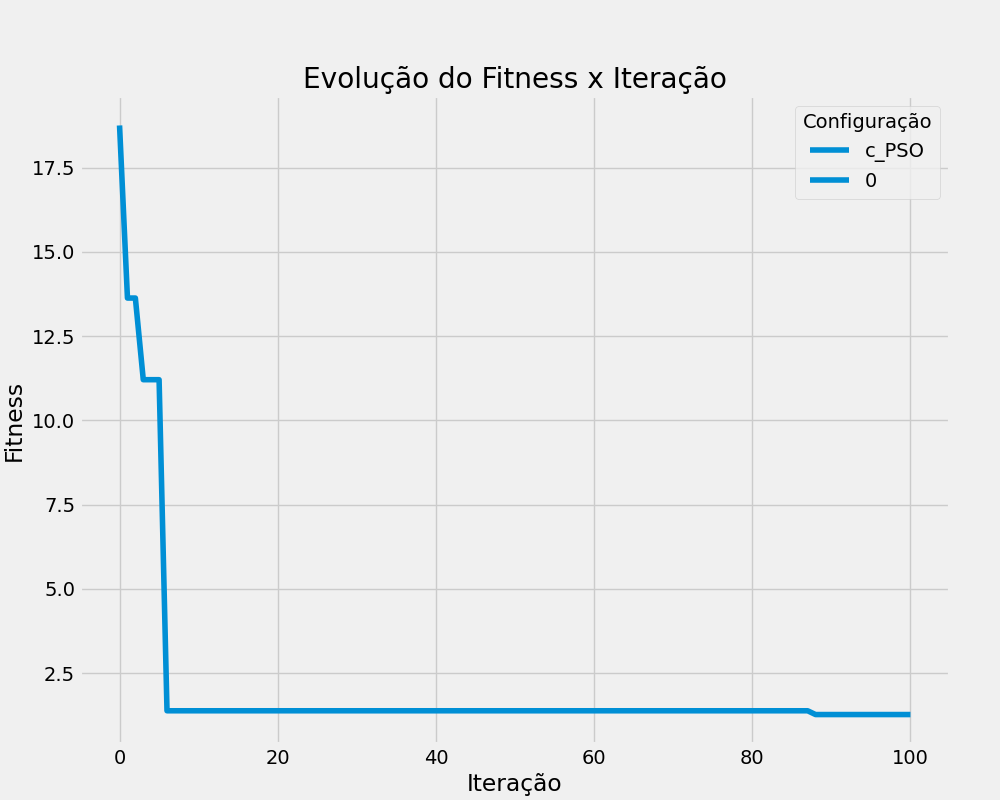 Evolução do Fitness x Iteração
Configuração
c_PSO
0
17.5
15.0
12.5
10.0
7.5
5.0
2.5
Fitness
0 20 40 60 80 100
Iteração